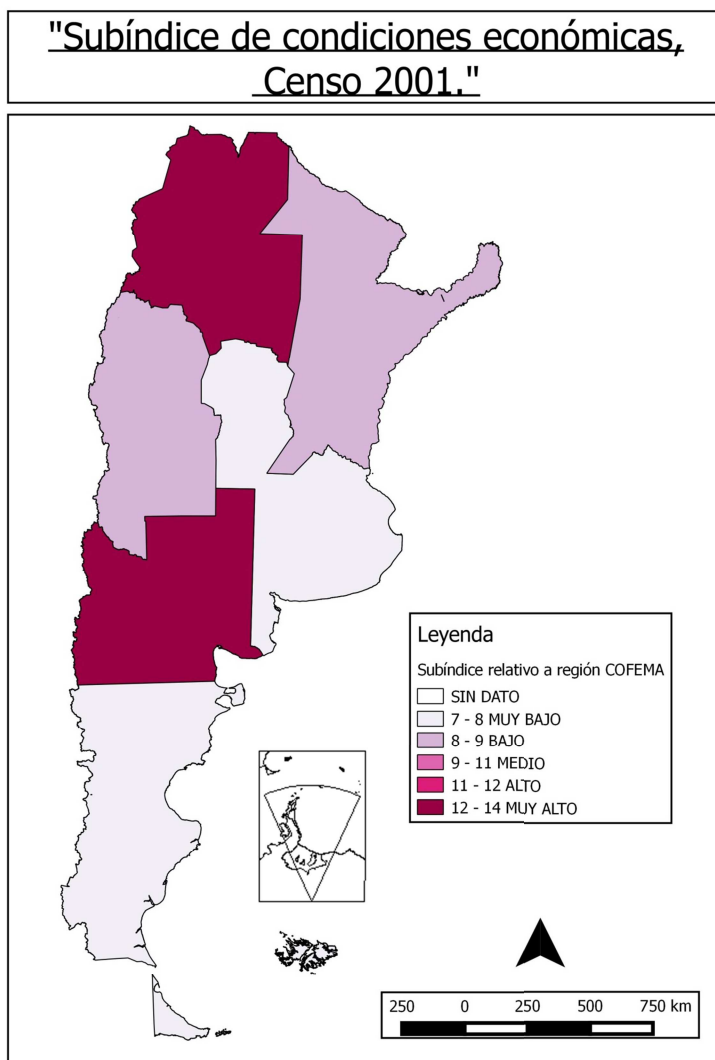 "Subíndice de condiciones económicas,
Censo 2001."
Leyenda
Subíndice relativo a región COFEMA
SIN DATO
7 - 8 MUY BAJO
8 - 9 BAJO
9 - 11 MEDIO
11 - 12 ALTO
12 - 14 MUY ALTO
250 0 250 500 750 km